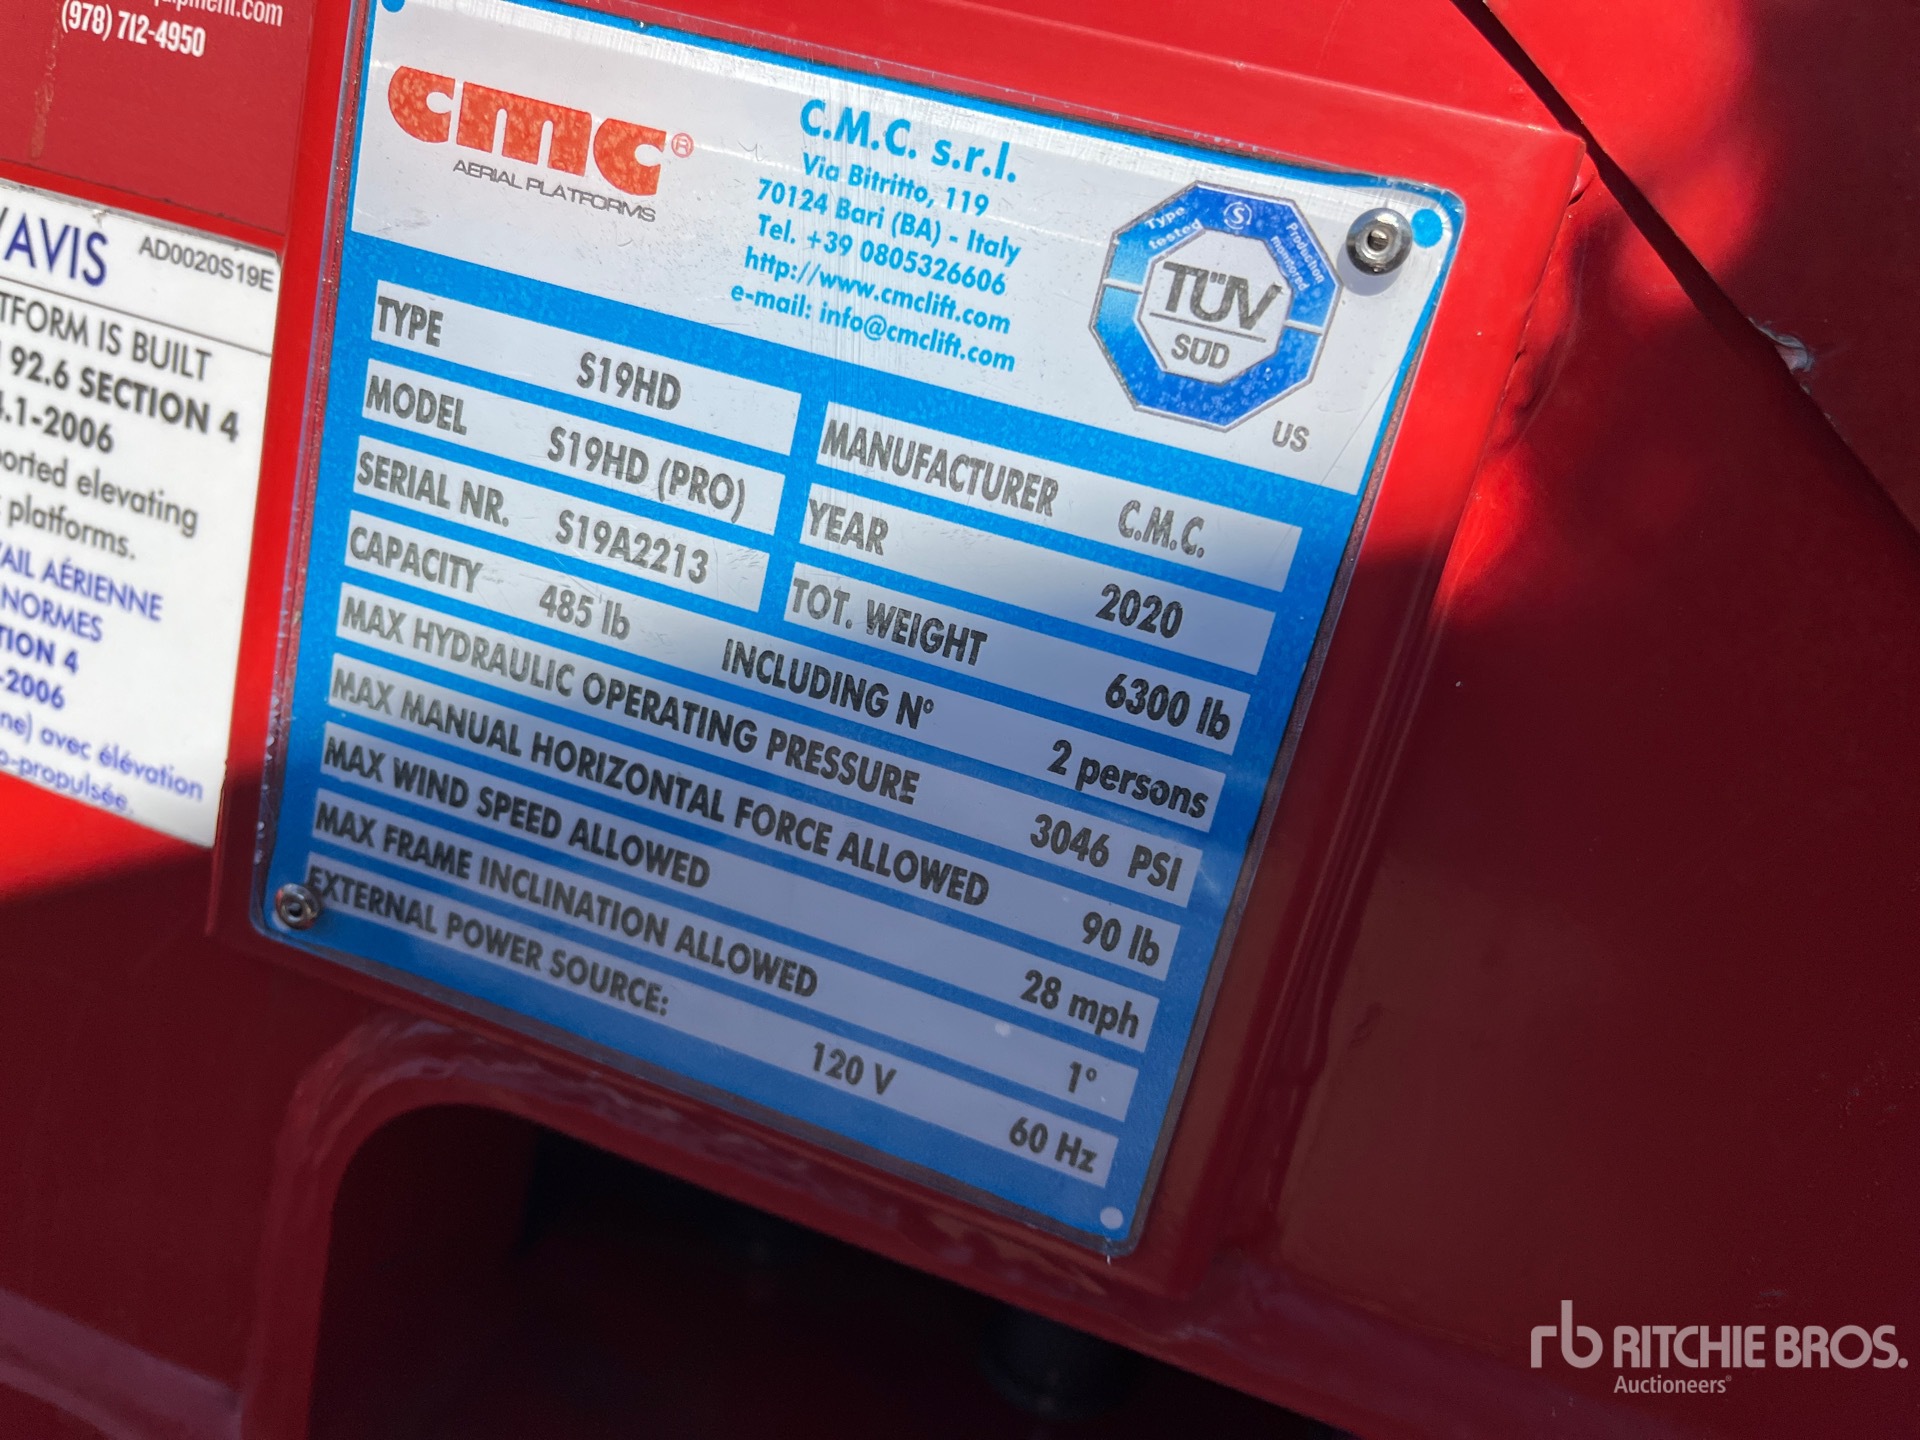 (978) 712-4950
AVIS
AD0020S19E
TFORM IS BUILT
92.6 SECTION 4
.1-2006
orted elevating
platforms.
AIL AÉRIENNE
NORMES
TION 4
-2006
ne) avec élévation
o-propulsée.
cmc®
AERIAL PLATFORMS
C.M.C. s.r.l.
Via Bitritto, 119
70124 Bari (BA) - Italy
Tel. +39 0805326606
http://www.cmclift.com
e-mail: info@cmclift.com
Type tested
Production monitored
TÜV
SÜD
US
TYPE S19HD
MODEL S19HD (PRO)
SERIAL NR. S19A2213
MANUFACTURER C.M.C.
YEAR 2020
TOT. WEIGHT 6300 lb
CAPACITY 485 lb INCLUDING N° 2 persons
MAX HYDRAULIC OPERATING PRESSURE 3046 PSI
MAX MANUAL HORIZONTAL FORCE ALLOWED 90 lb
MAX WIND SPEED ALLOWED 28 mph
MAX FRAME INCLINATION ALLOWED 1°
EXTERNAL POWER SOURCE: 120 V 60 Hz
rb RITCHIE BROS.
Auctioneers®